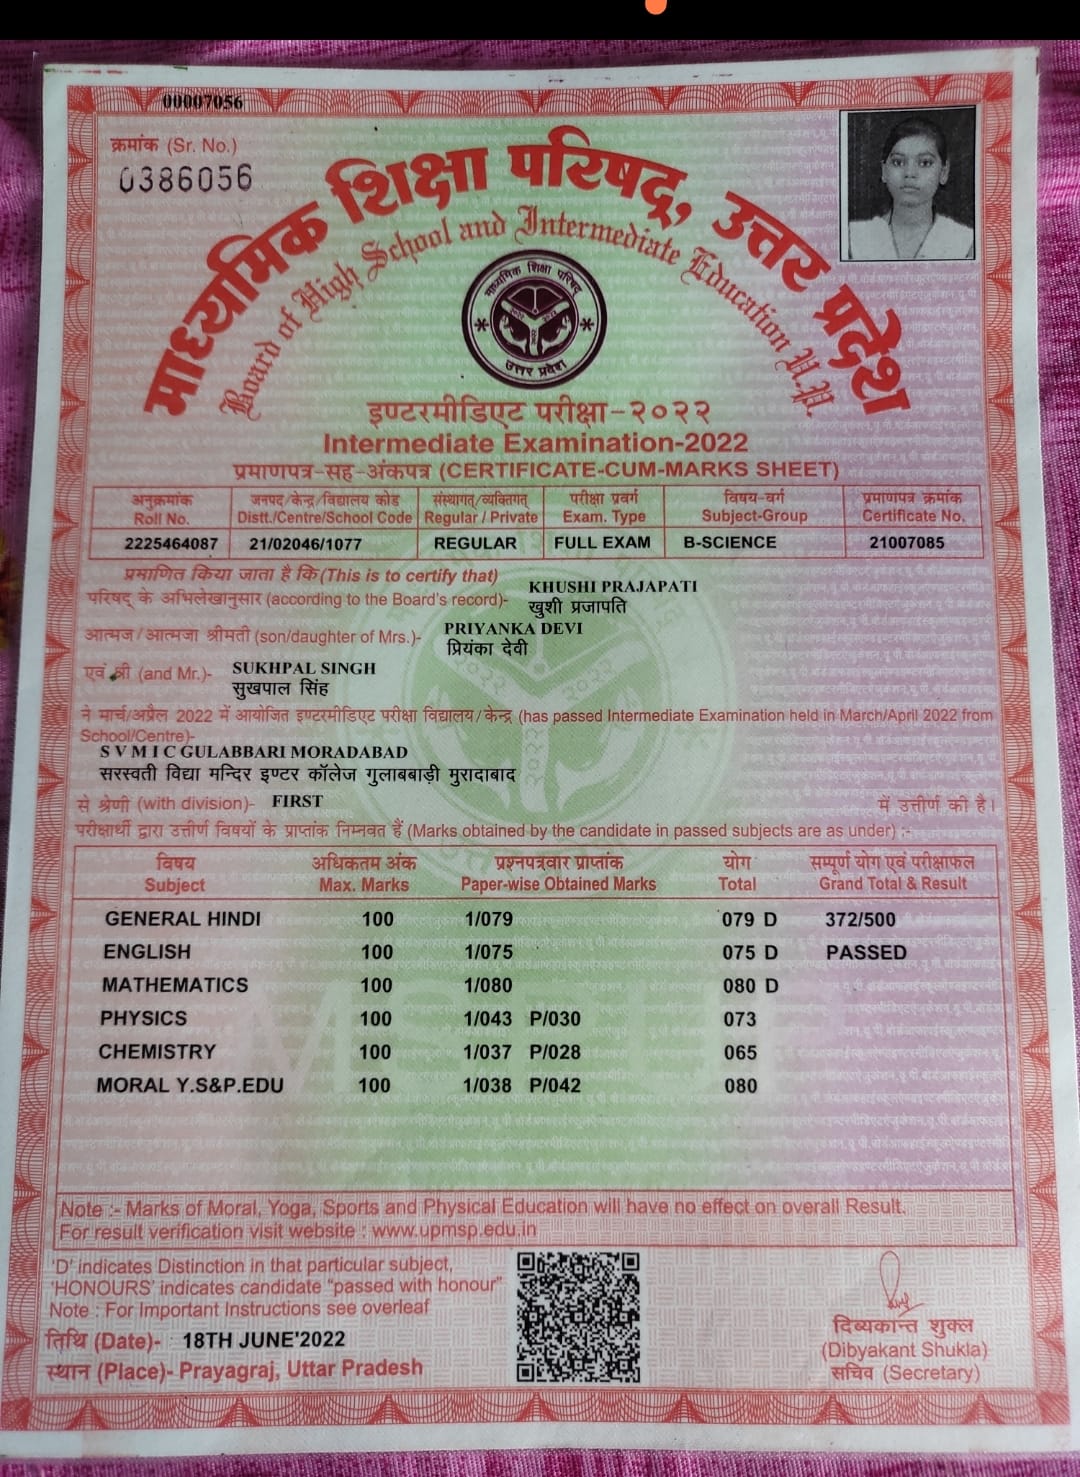 00007056
क्रमांक (Sr. No.)
0386056
माध्यमिक शिक्षा परिषद्, उत्तर प्रदेश
Board of High School and Intermediate Education U.P.
माध्यमिक शिक्षा परिषद्
उत्तर प्रदेश
इण्टरमीडिएट परीक्षा-२०२२
Intermediate Examination-2022
प्रमाणपत्र-सह-अंकपत्र (CERTIFICATE-CUM-MARKS SHEET)
अनुक्रमांक जनपद/केन्द्र/विद्यालय कोड संस्थागत/व्यक्तिगत परीक्षा प्रवर्ग विषय-वर्ग प्रमाणपत्र क्रमांक
Roll No. Distt./Centre/School Code Regular / Private Exam. Type Subject-Group Certificate No.
2225464087 21/02046/1077 REGULAR FULL EXAM B-SCIENCE 21007085
प्रमाणित किया जाता है कि (This is to certify that)
परिषद् के अभिलेखानुसार (according to the Board's record)- KHUSHI PRAJAPATI
खुशी प्रजापति
आत्मज/आत्मजा श्रीमती (son/daughter of Mrs.)- PRIYANKA DEVI
प्रियंका देवी
एवं श्री (and Mr.)- SUKHPAL SINGH
सुखपाल सिंह
ने मार्च/अप्रैल 2022 में आयोजित इण्टरमीडिएट परीक्षा विद्यालय/केन्द्र (has passed Intermediate Examination held in March/April 2022 from
School/Centre)-
S V M I C GULABBARI MORADABAD
सरस्वती विद्या मन्दिर इण्टर कॉलेज गुलाबबाड़ी मुरादाबाद
से श्रेणी (with division)- FIRST में उत्तीर्ण की है।
परीक्षार्थी द्वारा उत्तीर्ण विषयों के प्राप्तांक निम्नवत हैं (Marks obtained by the candidate in passed subjects are as under) :-
विषय अधिकतम अंक प्रश्नपत्रवार प्राप्तांक योग सम्पूर्ण योग एवं परीक्षाफल
Subject Max. Marks Paper-wise Obtained Marks Total Grand Total & Result
GENERAL HINDI 100 1/079 079 D 372/500
ENGLISH 100 1/075 075 D PASSED
MATHEMATICS 100 1/080 080 D
PHYSICS 100 1/043 P/030 073
CHEMISTRY 100 1/037 P/028 065
MORAL Y.S&P.EDU 100 1/038 P/042 080
Note :- Marks of Moral, Yoga, Sports and Physical Education will have no effect on overall Result.
For result verification visit website : www.upmsp.edu.in
'D' indicates Distinction in that particular subject,
'HONOURS' indicates candidate "passed with honour"
Note : For Important Instructions see overleaf
तिथि (Date)- 18TH JUNE'2022
स्थान (Place)- Prayagraj, Uttar Pradesh
दिब्यकान्त शुक्ल
(Dibyakant Shukla)
सचिव (Secretary)